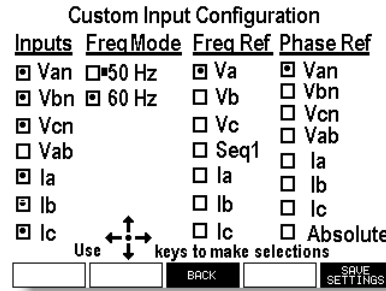 Custom Input Configuration
Inputs Freq Mode Freq Ref Phase Ref
Van 50 Hz Va Van
Vbn 60 Hz Vb Vbn
Vcn Vc Vcn
Vab Seq1 Vab
Ia Ia Ia
Ib Ib Ib
Ic Ic Ic
Absolute
Use keys to make selections
BACK SAVE SETTINGS